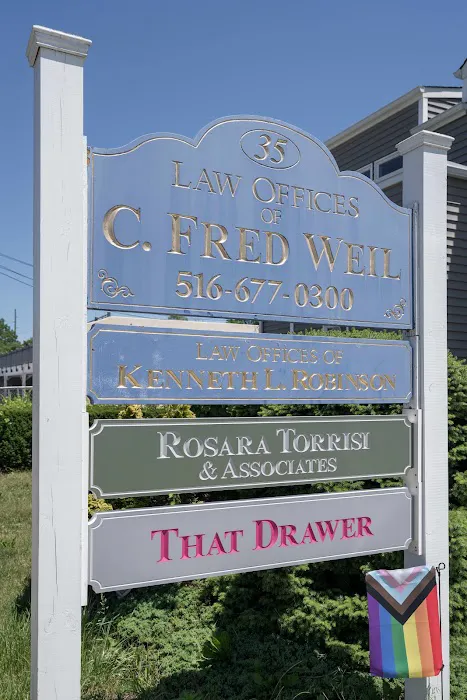 35
LAW OFFICES
OF
C. FRED WEIL
516-677-0300
LAW OFFICES OF
KENNETH L. ROBINSON
ROSARA TORRISI
& ASSOCIATES
THAT DRAWER